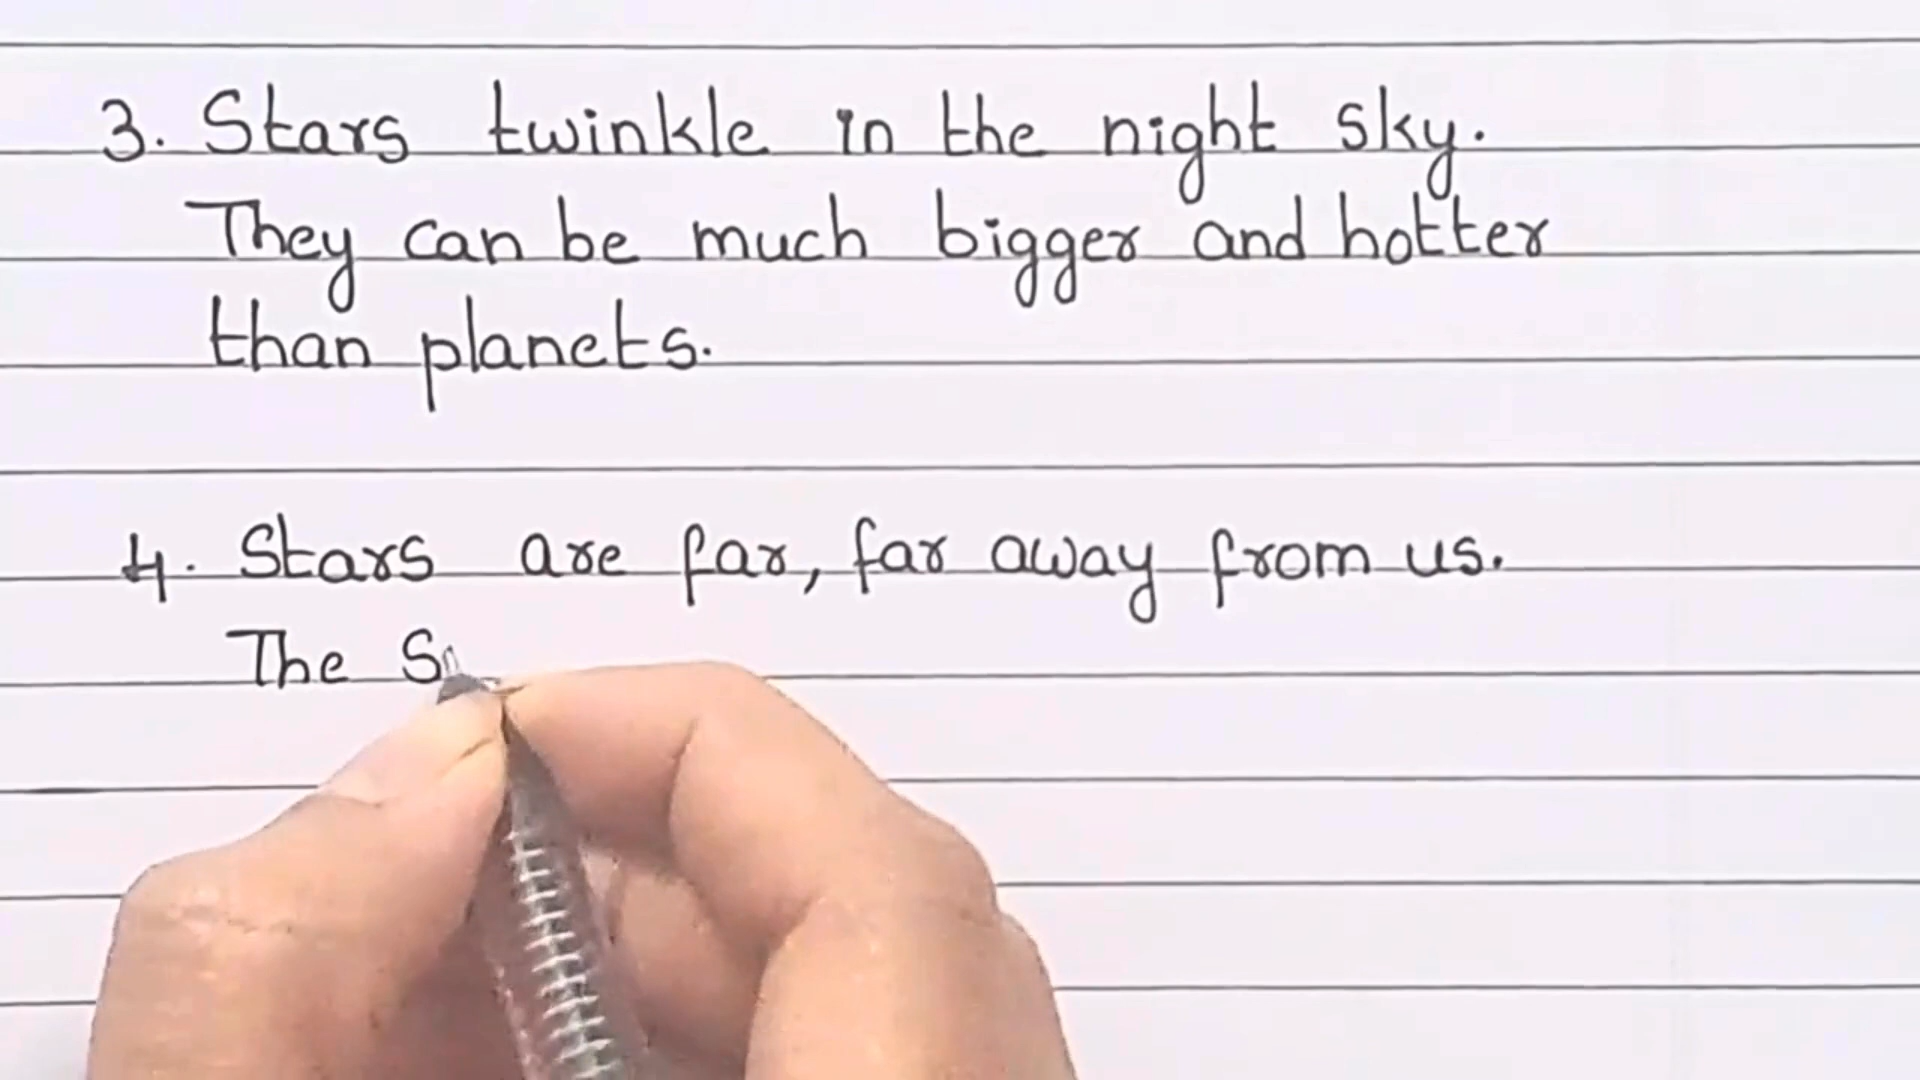 3. Stars twinkle in the night sky.
They can be much bigger and hotter
than planets.
4. Stars are far, far away from us.
The